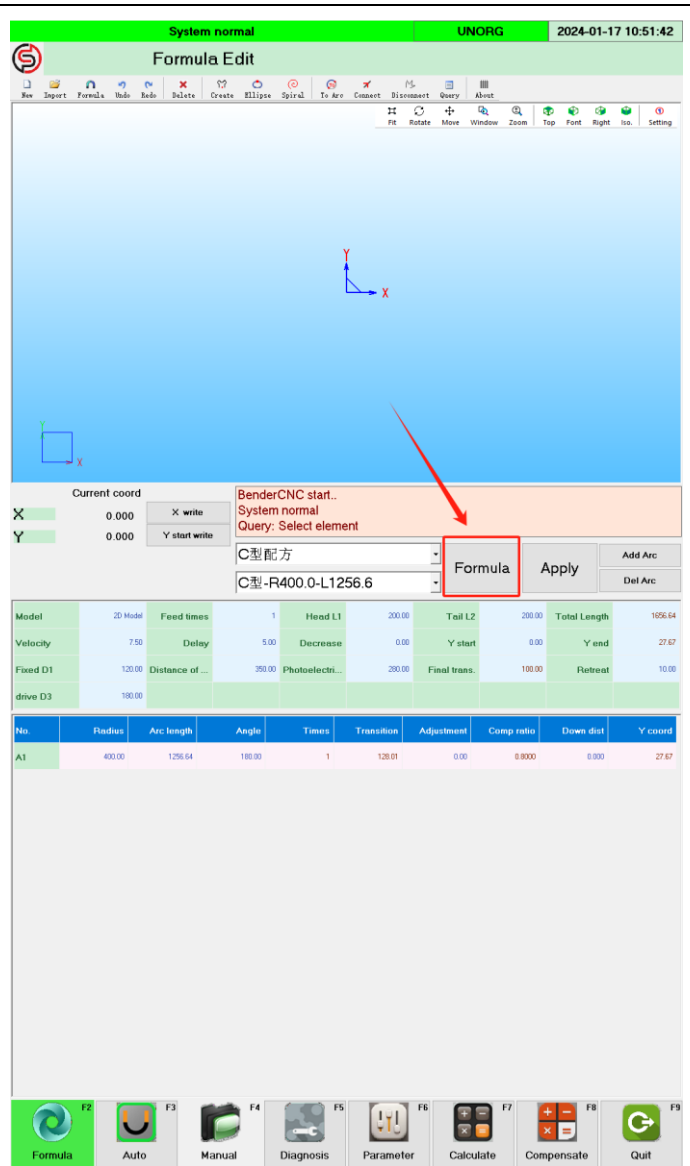 System normal UNORG 2024-01-17 10:51:42
Formula Edit
New Import Formula Undo Redo Delete Create Ellipse Spiral To Arc Connect Disconnect Query About
Fit Rotate Move Window Zoom Top Font Right Iso. Setting
Y
X
Y
X
Current coord
X 0.000 X write
Y 0.000 Y start write
BenderCNC start..
System normal
Query: Select element
C型配方
C型-R400.0-L1256.6
Formula Apply Add Arc
Del Arc
Model 2D Model Feed times 1 Head L1 200.00 Tail L2 200.00 Total Length 1656.64
Velocity 7.50 Delay 5.00 Decrease 0.00 Y start 0.00 Y end 27.67
Fixed D1 120.00 Distance of ... 350.00 Photoelectri... 280.00 Final trans. 100.00 Retreat 10.00
drive D3 180.00
No. Radius Arc length Angle Times Transition Adjustment Comp ratio Down dist Y coord
A1 400.00 1256.64 180.00 1 128.01 0.00 0.8000 0.000 27.67
F2 F3 F4 F5 F6 F7 F8 F9
Formula Auto Manual Diagnosis Parameter Calculate Compensate Quit